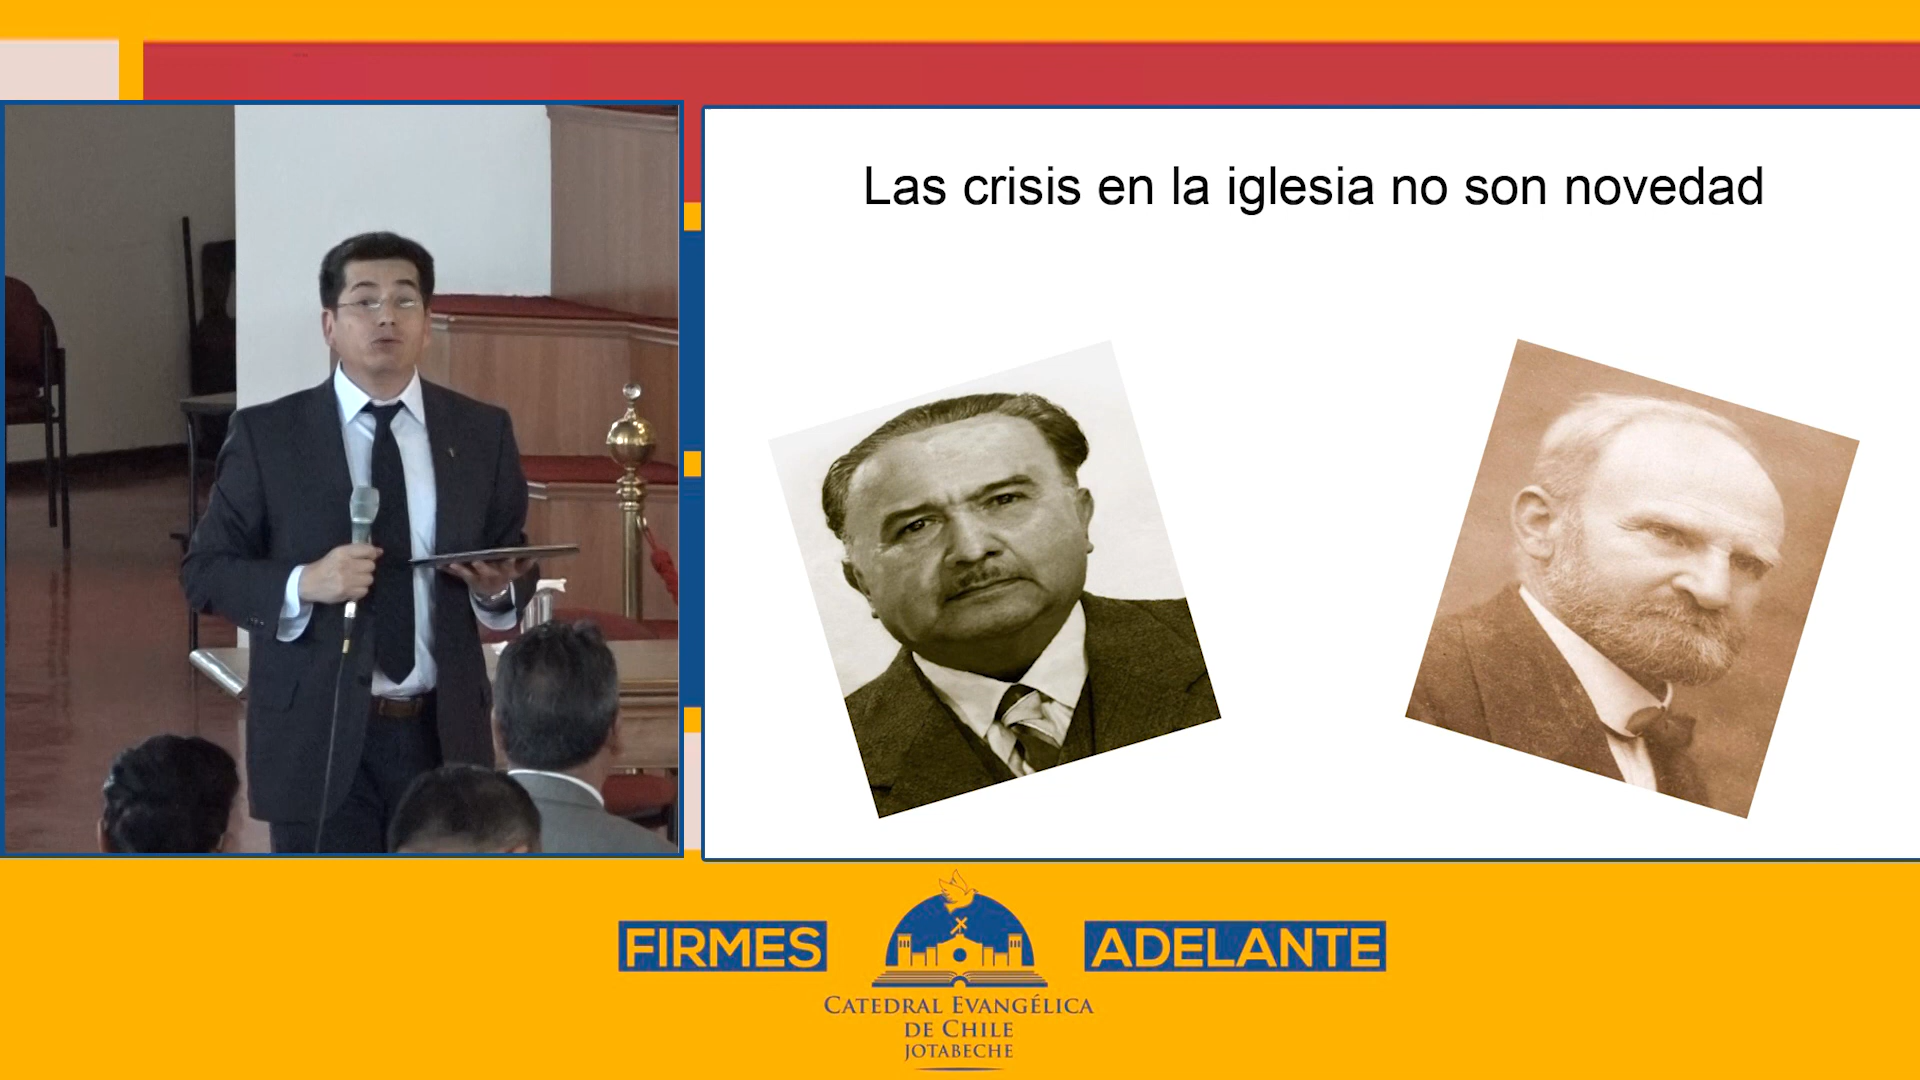 Las crisis en la iglesia no son novedad
FIRMES
ADELANTE
CATEDRAL EVANGÉLICA
DE CHILE
JOTABECHE